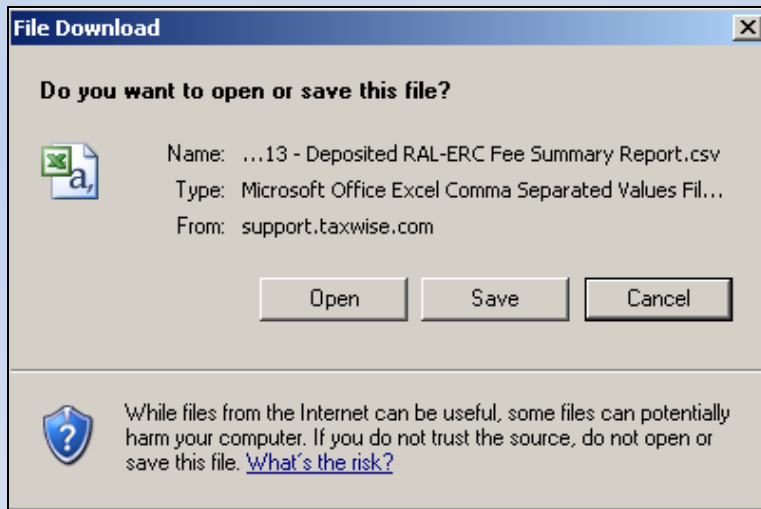 File Download
Do you want to open or save this file?
Name: ...13 - Deposited RAL-ERC Fee Summary Report.csv
Type: Microsoft Office Excel Comma Separated Values Fil...
From: support.taxwise.com
Open Save Cancel
While files from the Internet can be useful, some files can potentially
harm your computer. If you do not trust the source, do not open or
save this file. What's the risk?